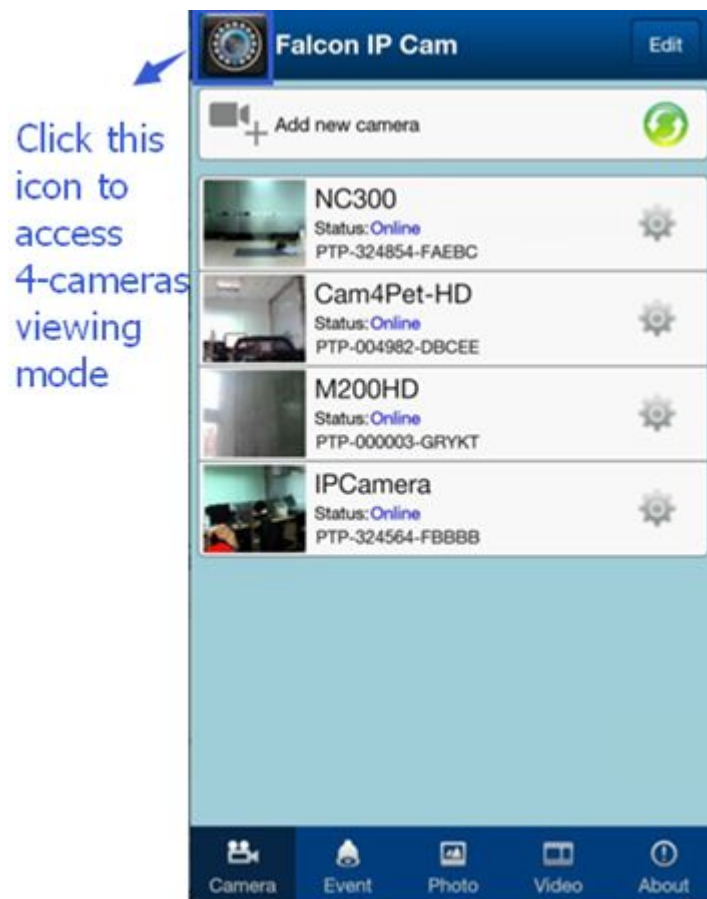 Falcon IP Cam
Edit
Click this
icon to
access
4-cameras
viewing
mode
Add new camera
NC300
Status:Online
PTP-324854-FAEBC
Cam4Pet-HD
Status:Online
PTP-004982-DBCEE
M200HD
Status:Online
PTP-000003-GRYKT
IPCamera
Status:Online
PTP-324564-FBBBB
Camera
Event
Photo
Video
About